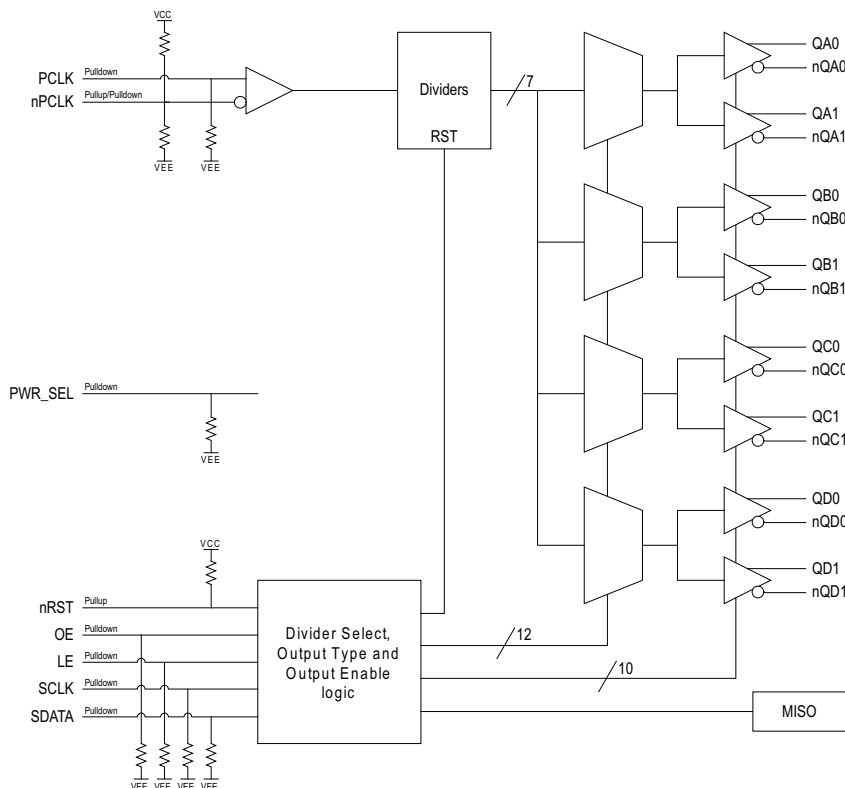 VCC
PCLK Pulldown
nPCLK Pullup/Pulldown
VEE VEE
Dividers
RST
7
QA0
nQA0
QA1
nQA1
QB0
nQB0
QB1
nQB1
QC0
nQC0
QC1
nQC1
QD0
nQD0
QD1
nQD1
PWR_SEL Pulldown
VEE
VCC
nRST Pullup
OE Pulldown
LE Pulldown
SCLK Pulldown
SDATA Pulldown
VEE VEE VEE VEE
Divider Select,
Output Type and
Output Enable
logic
12
10
MISO